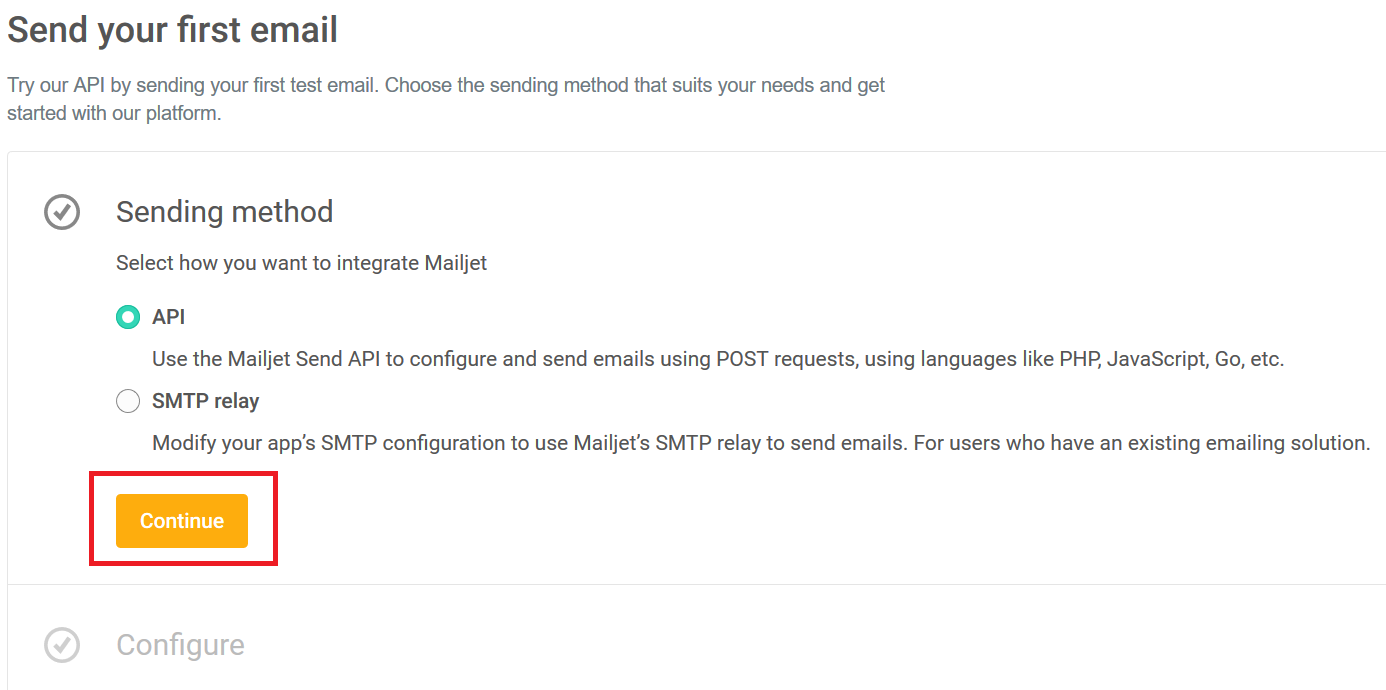 Send your first email
Try our API by sending your first test email. Choose the sending method that suits your needs and get
started with our platform.
Sending method
Select how you want to integrate Mailjet
API
Use the Mailjet Send API to configure and send emails using POST requests, using languages like PHP, JavaScript, Go, etc.
SMTP relay
Modify your app’s SMTP configuration to use Mailjet’s SMTP relay to send emails. For users who have an existing emailing solution.
Continue
Configure